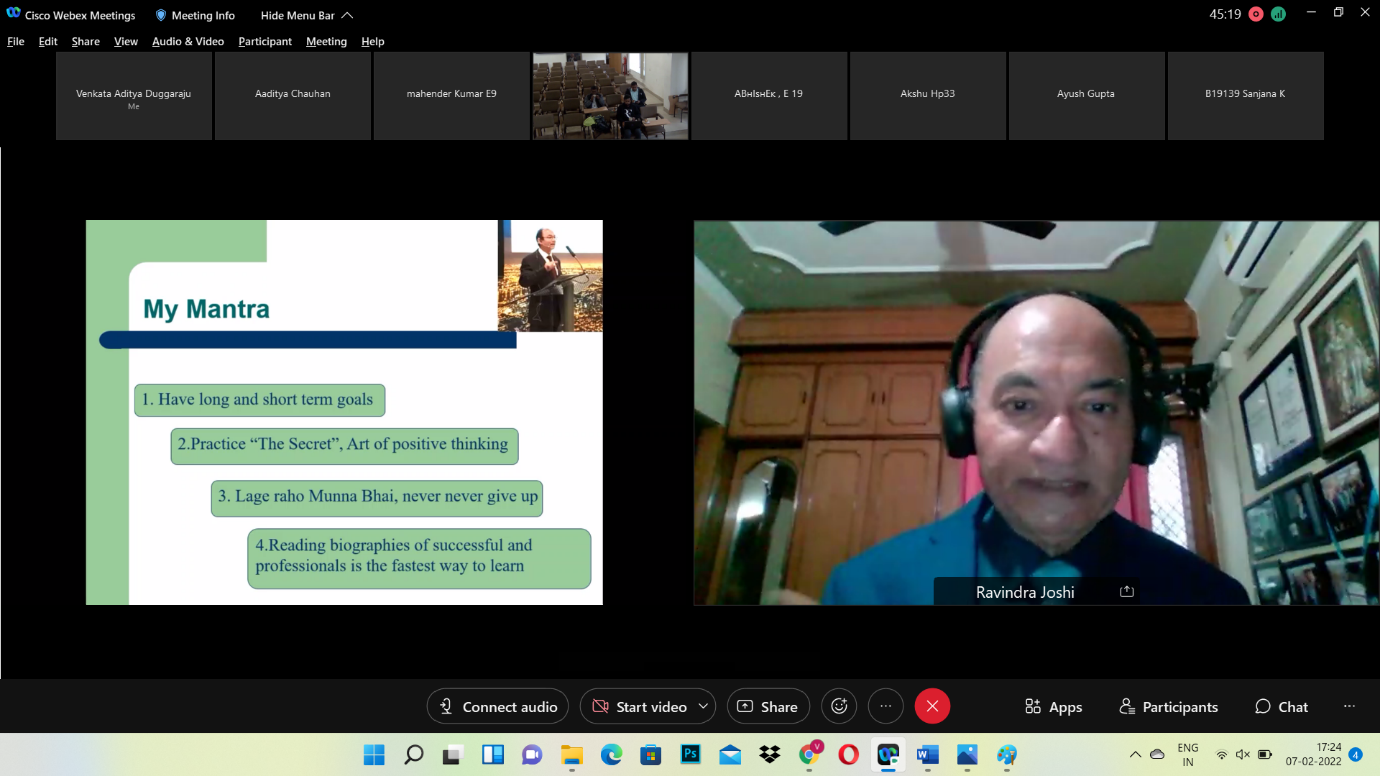 Cisco Webex Meetings
Meeting Info
Hide Menu Bar
45:19
File Edit Share View Audio & Video Participant Meeting Help
Venkata Aditya Duggaraju
Me
Aaditya Chauhan
mahender Kumar E9
ABнIsнEк , E 19
Akshu Hp33
Ayush Gupta
B19139 Sanjana K
My Mantra
1. Have long and short term goals
2.Practice “The Secret”, Art of positive thinking
3. Lage raho Munna Bhai, never never give up
4.Reading biographies of successful and
professionals is the fastest way to learn
Ravindra Joshi
Connect audio
Start video
Share
Apps
Participants
Chat
Ps
V
W
ENG
IN
17:24
07-02-2022
4